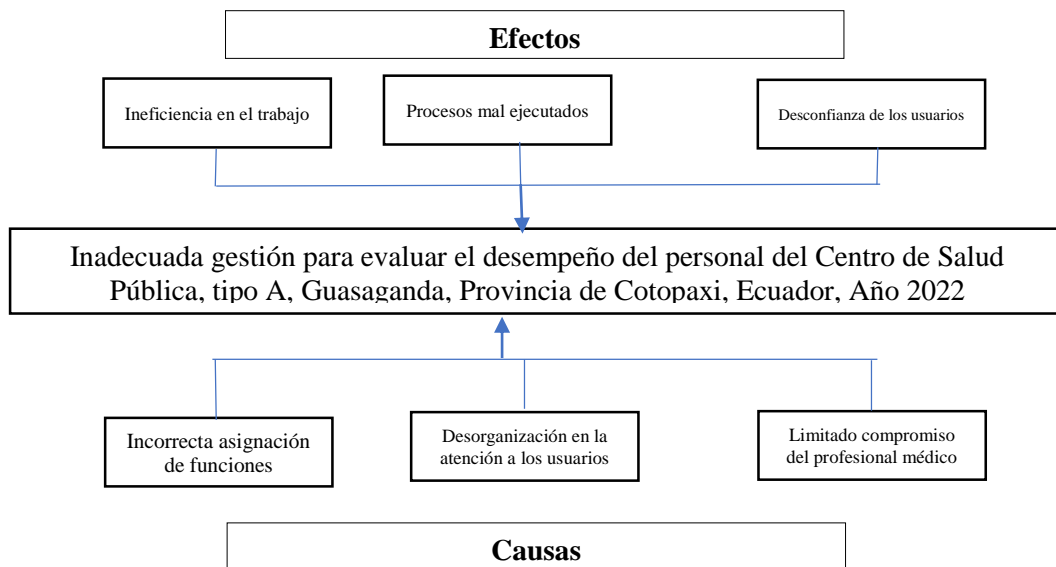 Efectos
Ineficiencia en el trabajo
Procesos mal ejecutados
Desconfianza de los usuarios
Inadecuada gestión para evaluar el desempeño del personal del Centro de Salud
Pública, tipo A, Guasaganda, Provincia de Cotopaxi, Ecuador, Año 2022
Incorrecta asignación
de funciones
Desorganización en la
atención a los usuarios
Limitado compromiso
del profesional médico
Causas